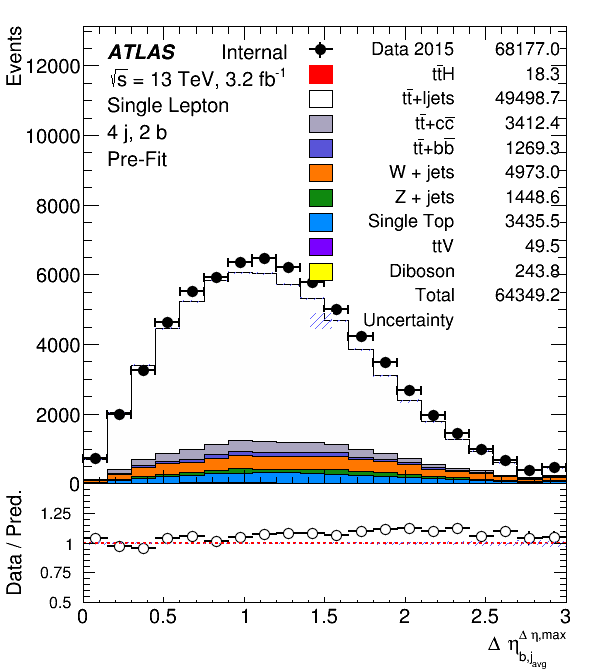 Events
12000
10000
8000
6000
4000
2000
0
ATLAS Internal
√s = 13 TeV, 3.2 fb⁻¹
Single Lepton
4 j, 2 b
Pre-Fit
Data 2015 68177.0
tt̄H 18.3
tt̄+ljets 49498.7
tt̄+cc̄ 3412.4
tt̄+bb̄ 1269.3
W + jets 4973.0
Z + jets 1448.6
Single Top 3435.5
ttV 49.5
Diboson 243.8
Total 64349.2
Uncertainty
Data / Pred.
1.25
1
0.75
0.5
0 0.5 1 1.5 2 2.5 3
Δ η b,j avg Δ η,max